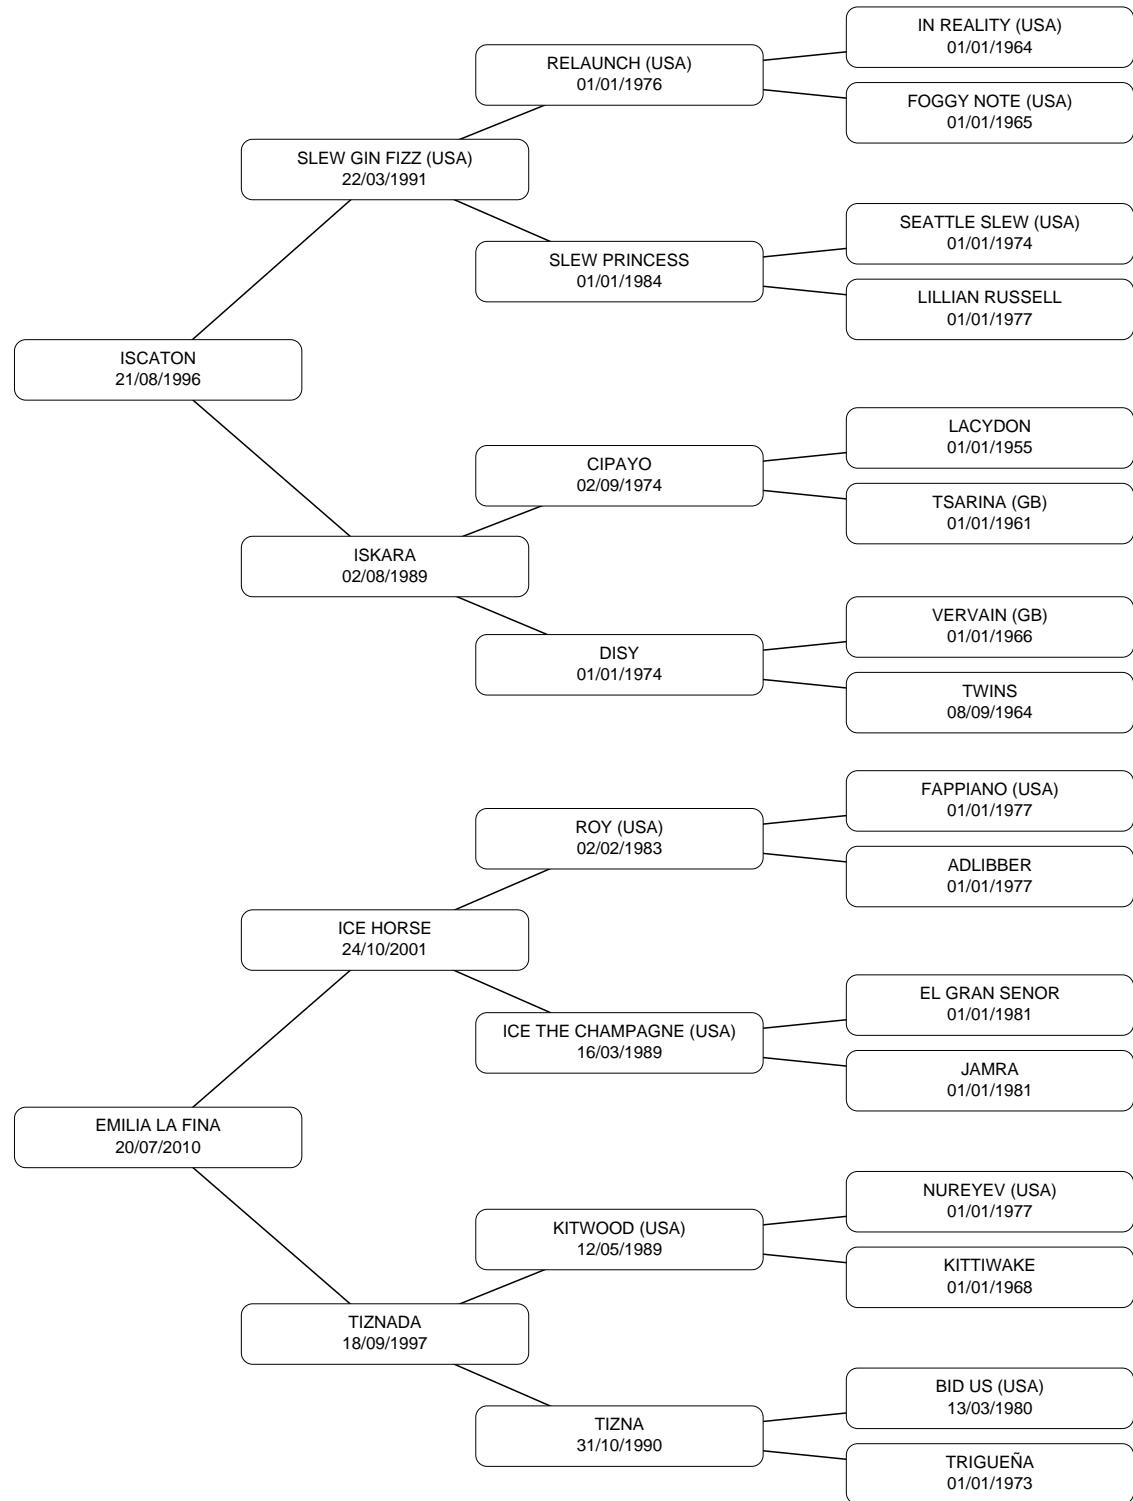 IN REALITY (USA)
01/01/1964
RELAUNCH (USA)
01/01/1976
FOGGY NOTE (USA)
01/01/1965
SLEW GIN FIZZ (USA)
22/03/1991
SEATTLE SLEW (USA)
01/01/1974
SLEW PRINCESS
01/01/1984
LILLIAN RUSSELL
01/01/1977
ISCATON
21/08/1996
LACYDON
01/01/1955
CIPAYO
02/09/1974
TSARINA (GB)
01/01/1961
ISKARA
02/08/1989
VERVAIN (GB)
01/01/1966
DISY
01/01/1974
TWINS
08/09/1964
FAPPIANO (USA)
01/01/1977
ROY (USA)
02/02/1983
ADLIBBER
01/01/1977
ICE HORSE
24/10/2001
EL GRAN SENOR
01/01/1981
ICE THE CHAMPAGNE (USA)
16/03/1989
JAMRA
01/01/1981
EMILIA LA FINA
20/07/2010
NUREYEV (USA)
01/01/1977
KITWOOD (USA)
12/05/1989
KITTIWAKE
01/01/1968
TIZNADA
18/09/1997
BID US (USA)
13/03/1980
TIZNA
31/10/1990
TRIGUEÑA
01/01/1973